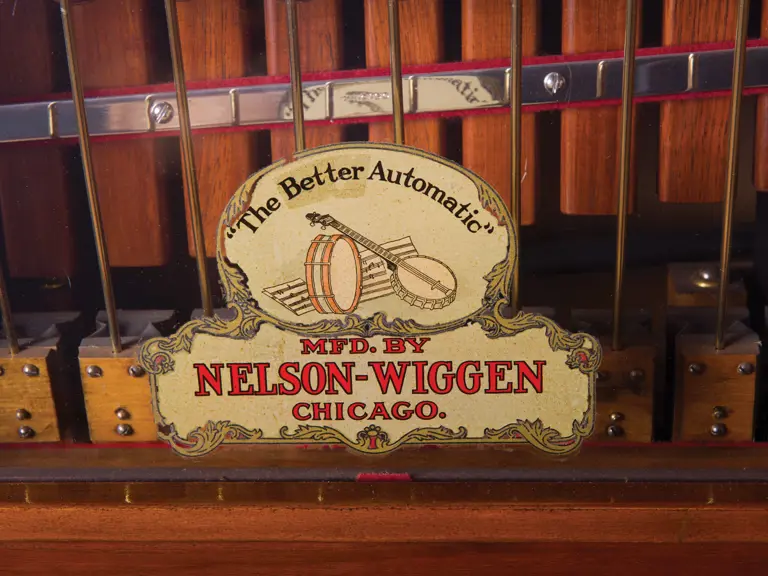 "The Better Automatic"
MFD. BY
NELSON-WIGGEN
CHICAGO.